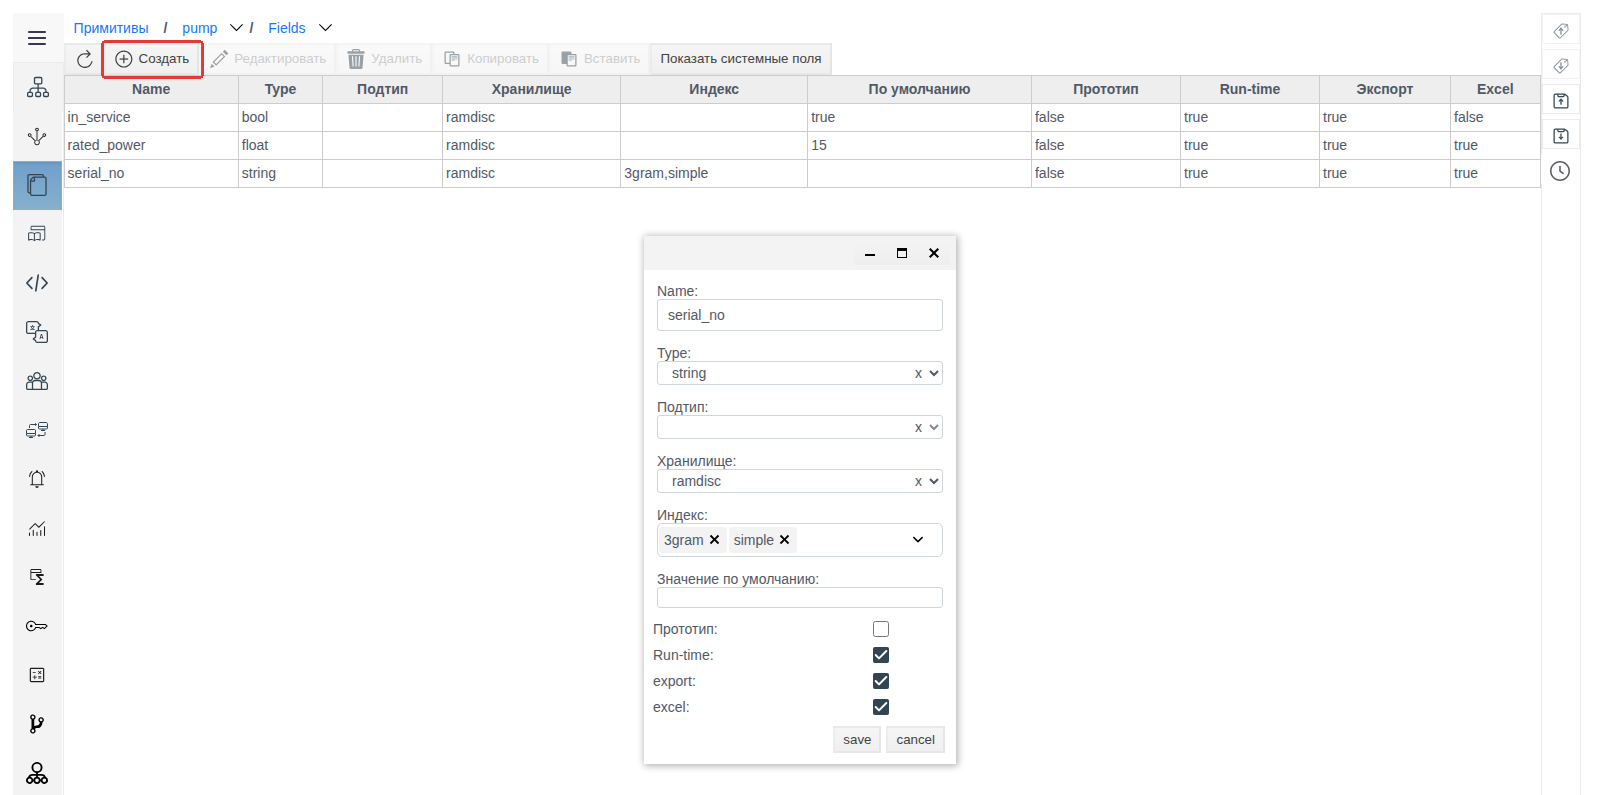 Примитивы / pump / Fields
Создать Редактировать Удалить Копировать Вставить Показать системные поля
Name Type Подтип Хранилище Индекс По умолчанию Прототип Run-time Экспорт Excel
in_service bool ramdisc true false true true false
rated_power float ramdisc 15 false true true true
serial_no string ramdisc 3gram,simple false true true true
Name:
serial_no
Type:
string x
Подтип:
x
Хранилище:
ramdisc x
Индекс:
3gram simple
Значение по умолчанию:
Прототип:
Run-time:
export:
excel:
save cancel